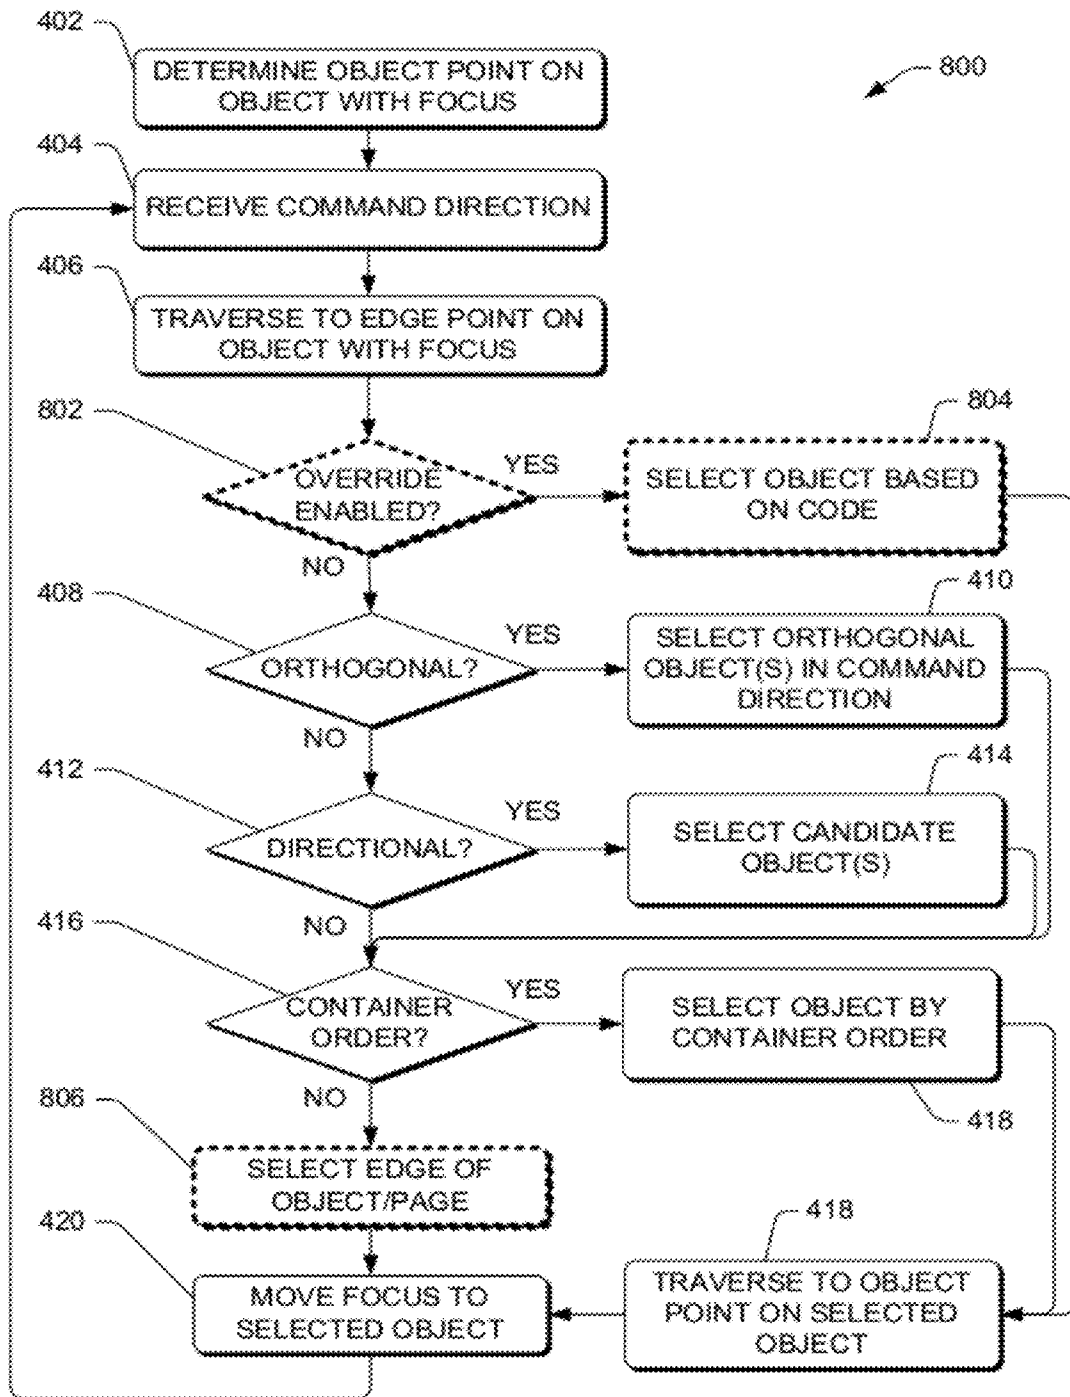 402
DETERMINE OBJECT POINT ON
OBJECT WITH FOCUS
800
404
RECEIVE COMMAND DIRECTION
406
TRAVERSE TO EDGE POINT ON
OBJECT WITH FOCUS
802
OVERRIDE
ENABLED?
YES
NO
804
SELECT OBJECT BASED
ON CODE
408
ORTHOGONAL?
YES
NO
410
SELECT ORTHOGONAL
OBJECT(S) IN COMMAND
DIRECTION
412
DIRECTIONAL?
YES
NO
414
SELECT CANDIDATE
OBJECT(S)
416
CONTAINER
ORDER?
YES
NO
SELECT OBJECT BY
CONTAINER ORDER
418
806
SELECT EDGE OF
OBJECT/PAGE
420
MOVE FOCUS TO
SELECTED OBJECT
418
TRAVERSE TO OBJECT
POINT ON SELECTED
OBJECT